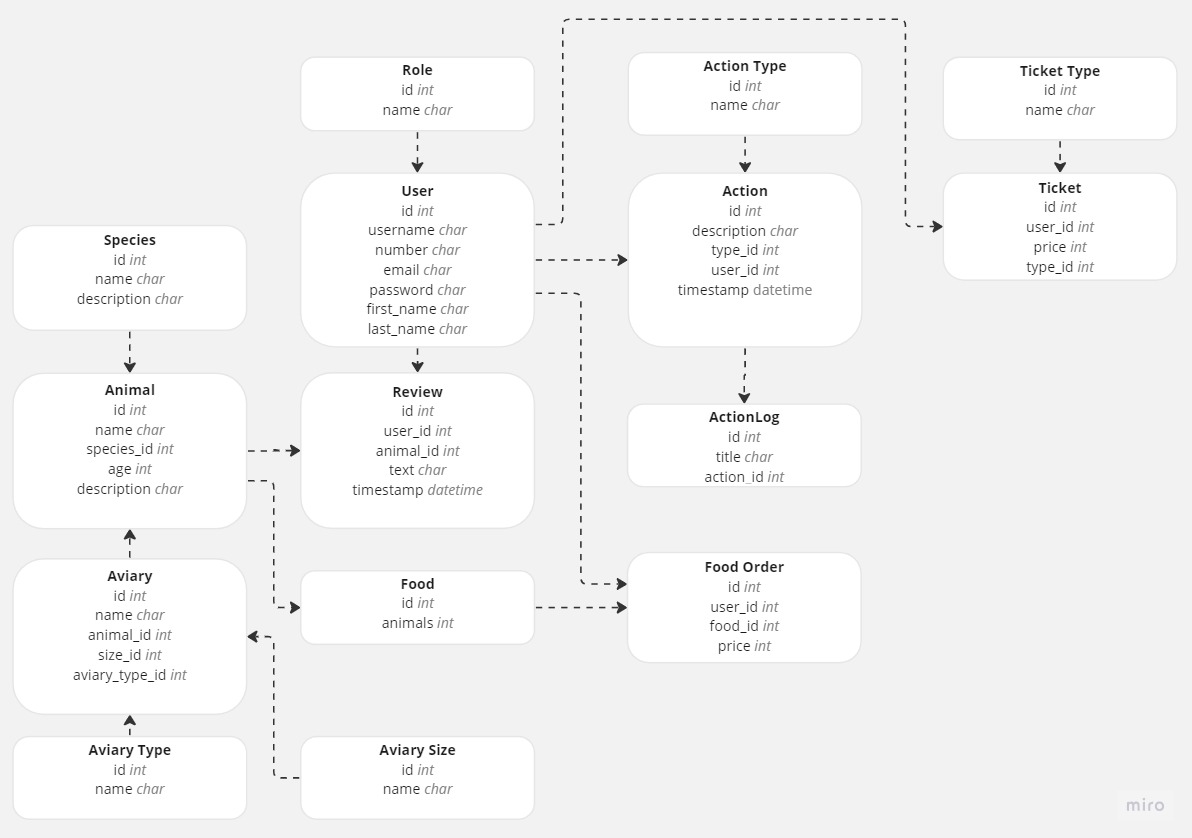 Role
id int
name char
Action Type
id int
name char
Ticket Type
id int
name char
User
id int
username char
number char
email char
password char
first_name char
last_name char
Action
id int
description char
type_id int
user_id int
timestamp datetime
Ticket
id int
user_id int
price int
type_id int
Species
id int
name char
description char
Animal
id int
name char
species_id int
age int
description char
Review
id int
user_id int
animal_id int
text char
timestamp datetime
ActionLog
id int
title char
action_id int
Aviary
id int
name char
animal_id int
size_id int
aviary_type_id int
Food
id int
animals int
Food Order
id int
user_id int
food_id int
price int
Aviary Type
id int
name char
Aviary Size
id int
name char
miro